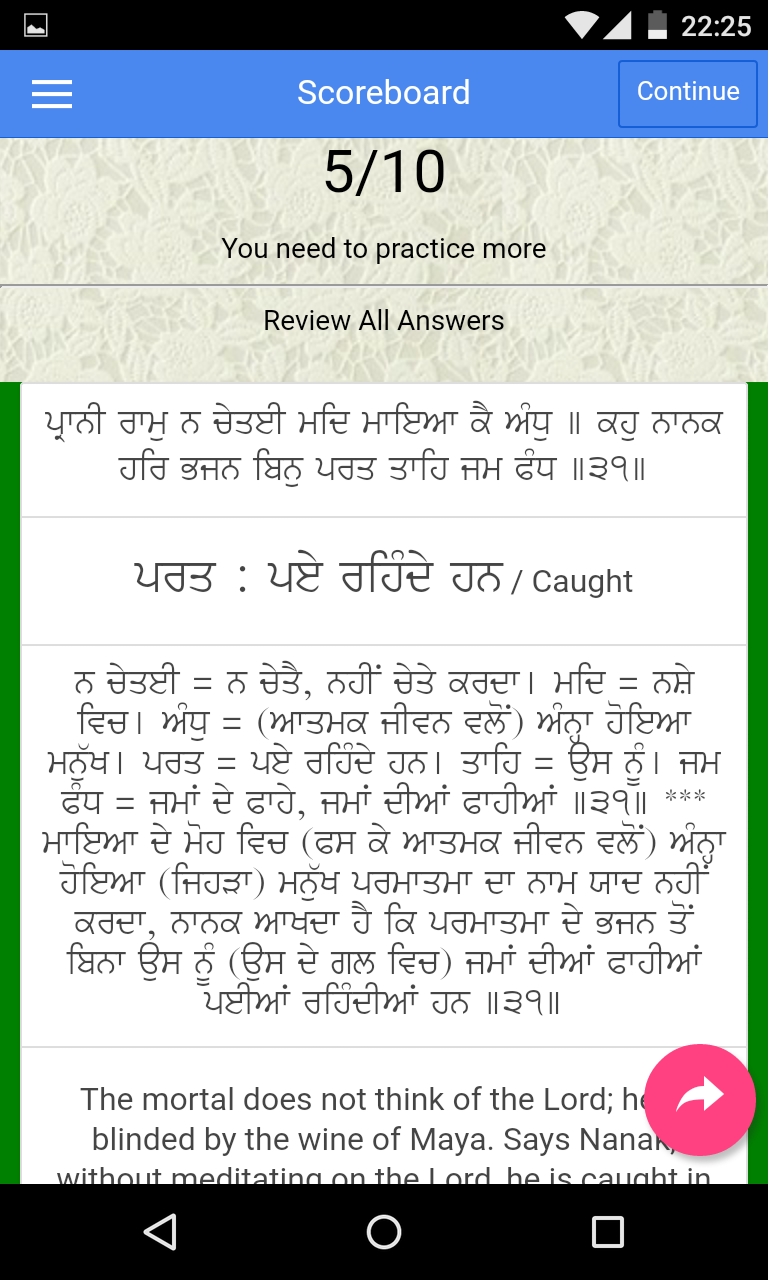 22:25
Scoreboard
Continue
5/10
You need to practice more
Review All Answers
ਪ੍ਰਾਨੀ ਰਾਮੁ ਨ ਚੇਤਈ ਮਦਿ ਮਾਇਆ ਕੈ ਅੰਧੁ ॥ ਕਹੁ ਨਾਨਕ
ਹਰਿ ਭਜਨ ਬਿਨੁ ਪਰਤ ਤਾਹਿ ਜਮ ਫੰਧ ॥੩੧॥
ਪਰਤ : ਪਏ ਰਹਿੰਦੇ ਹਨ / Caught
ਨ ਚੇਤਈ = ਨ ਚੇਤੈ, ਨਹੀਂ ਚੇਤੇ ਕਰਦਾ। ਮਦਿ = ਨਸ਼ੇ
ਵਿਚ। ਅੰਧੁ = (ਆਤਮਕ ਜੀਵਨ ਵਲੋਂ) ਅੰਨ੍ਹਾ ਹੋਇਆ
ਮਨੁੱਖ। ਪਰਤ = ਪਏ ਰਹਿੰਦੇ ਹਨ। ਤਾਹਿ = ਉਸ ਨੂੰ। ਜਮ
ਫੰਧ = ਜਮਾਂ ਦੇ ਫਾਹੇ, ਜਮਾਂ ਦੀਆਂ ਫਾਹੀਆਂ ॥੩੧॥ ***
ਮਾਇਆ ਦੇ ਮੋਹ ਵਿਚ (ਫਸ ਕੇ ਆਤਮਕ ਜੀਵਨ ਵਲੋਂ) ਅੰਨ੍ਹਾ
ਹੋਇਆ (ਜਿਹੜਾ) ਮਨੁੱਖ ਪਰਮਾਤਮਾ ਦਾ ਨਾਮ ਯਾਦ ਨਹੀਂ
ਕਰਦਾ, ਨਾਨਕ ਆਖਦਾ ਹੈ ਕਿ ਪਰਮਾਤਮਾ ਦੇ ਭਜਨ ਤੋਂ
ਬਿਨਾ ਉਸ ਨੂੰ (ਉਸ ਦੇ ਗਲ ਵਿਚ) ਜਮਾਂ ਦੀਆਂ ਫਾਹੀਆਂ
ਪਈਆਂ ਰਹਿੰਦੀਆਂ ਹਨ ॥੩੧॥
The mortal does not think of the Lord; he
blinded by the wine of Maya. Says Nanak,
without meditating on the Lord, he is caught in